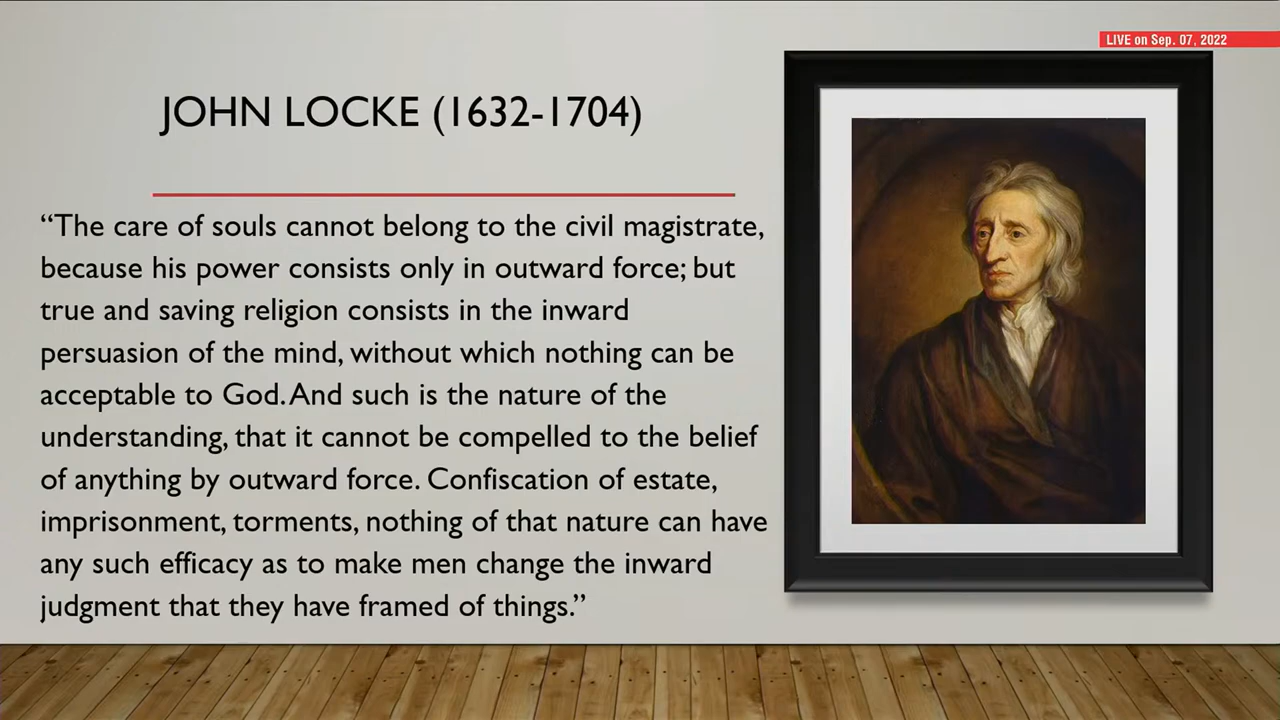 LIVE on Sep. 07, 2022
JOHN LOCKE (1632-1704)
“The care of souls cannot belong to the civil magistrate,
because his power consists only in outward force; but
true and saving religion consists in the inward
persuasion of the mind, without which nothing can be
acceptable to God. And such is the nature of the
understanding, that it cannot be compelled to the belief
of anything by outward force. Confiscation of estate,
imprisonment, torments, nothing of that nature can have
any such efficacy as to make men change the inward
judgment that they have framed of things.”